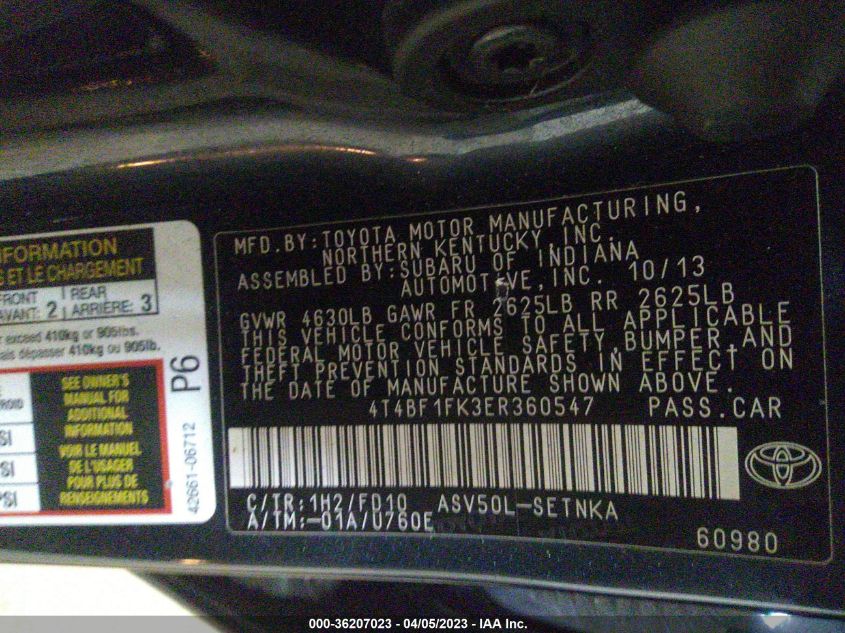 INFORMATION
S ET LE CHARGEMENT
FRONT
AVANT: 2
REAR
ARRIÈRE: 3
exceed 410kg or 905lbs.
mais dépasser 410kg ou 905lb.
SEE OWNER'S
MANUAL FOR
ADDITIONAL
INFORMATION
VOIR LE MANUEL
DE L'USAGER
POUR PLUS DE
RENSEIGNEMENTS
PSI
PSI
PSI
P6
42661-06712
MFD.BY:TOYOTA MOTOR MANUFACTURING,
NORTHERN KENTUCKY, INC.
ASSEMBLED BY:SUBARU OF INDIANA
AUTOMOTIVE,INC. 10/13
GVWR 4630LB GAWR FR 2625LB RR 2625LB
THIS VEHICLE CONFORMS TO ALL APPLICABLE
FEDERAL MOTOR VEHICLE SAFETY,BUMPER,AND
THEFT PREVENTION STANDARDS IN EFFECT ON
THE DATE OF MANUFACTURE SHOWN ABOVE.
4T4BF1FK3ER360547 PASS.CAR
C/TR:1H2/FD10 ASV50L-SETNKA
A/TM:-01A/U760E
60980
000-36207023 - 04/05/2023 - IAA Inc.